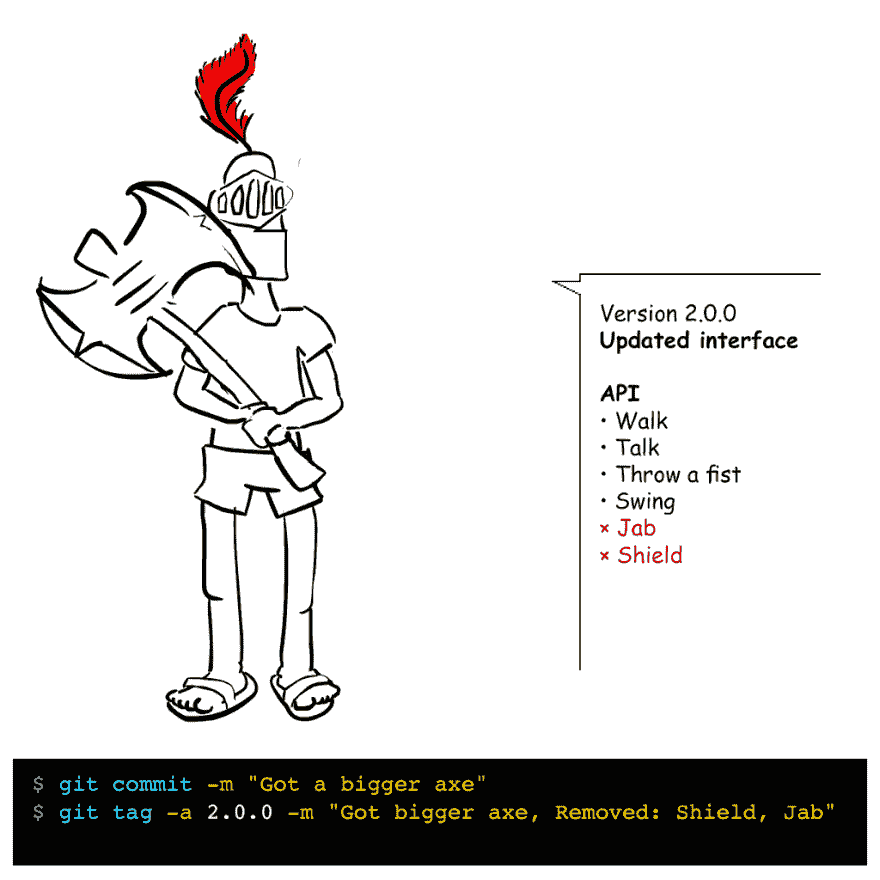 Version 2.0.0
Updated interface
API
• Walk
• Talk
• Throw a fist
• Swing
× Jab
× Shield
$ git commit -m "Got a bigger axe"
$ git tag -a 2.0.0 -m "Got bigger axe, Removed: Shield, Jab"